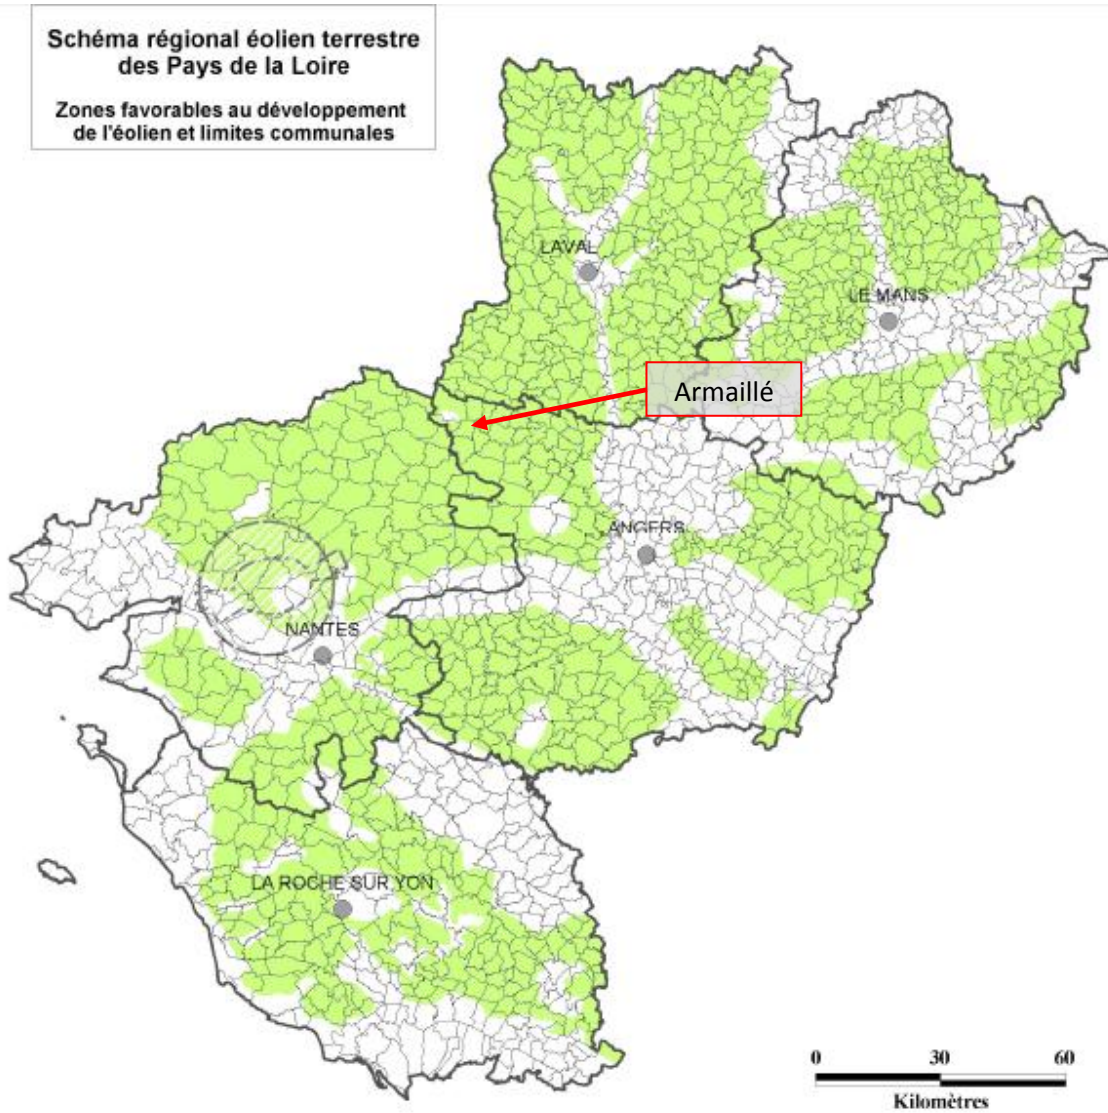 Schéma régional éolien terrestre
des Pays de la Loire
Zones favorables au développement
de l'éolien et limites communales
LAVAL
LE MANS
Armaillé
ANGERS
NANTES
LA ROCHE SUR YON
0 30 60
Kilomètres